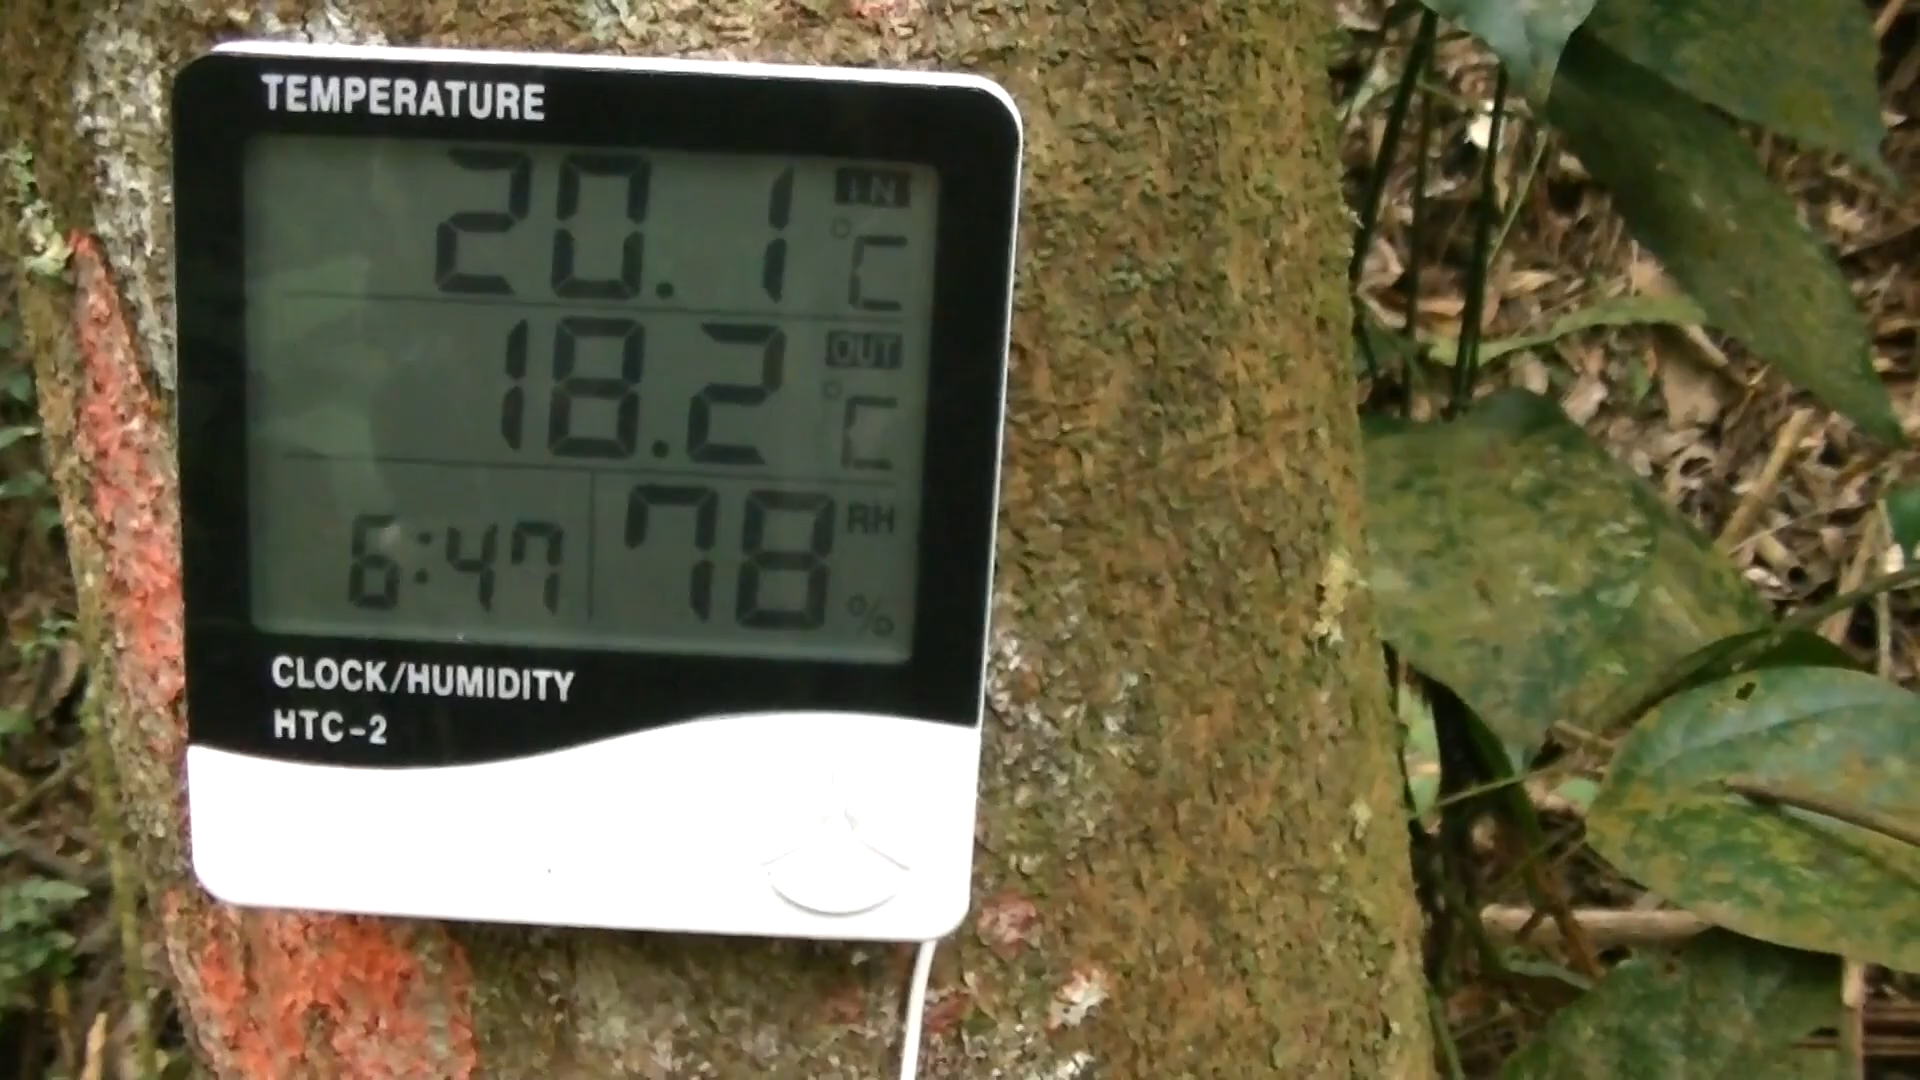 TEMPERATURE
20.1 °C IN
18.2 °C OUT
6:47 78 RH %
CLOCK/HUMIDITY
HTC-2